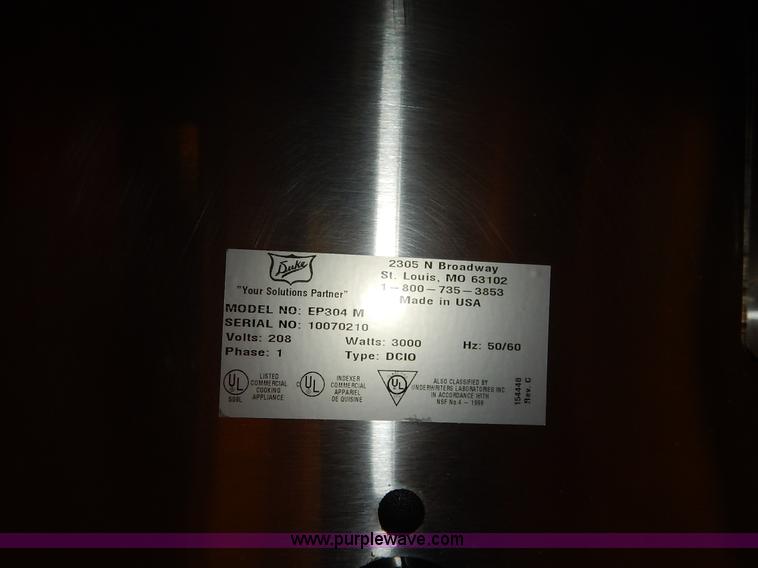 Duke
"Your Solutions Partner"
2305 N Broadway
St. Louis, MO 63102
1-800-735-3853
Made in USA
MODEL NO: EP304 M
SERIAL NO: 10070210
Volts: 208 Watts: 3000 Hz: 50/60
Phase: 1 Type: DCIO
UL
LISTED
COMMERCIAL
COOKING
APPLIANCE
508L
C UL
INDEXER
COMMERCIAL
APPAREIL
DE QUISINE
UL
ALSO CLASSIFIED BY
UNDERWRITERS LABORATORIES INC.
IN ACCORDANCE WITH
NSF No.4 - 1996
154448
Rev. C
www.purplewave.com